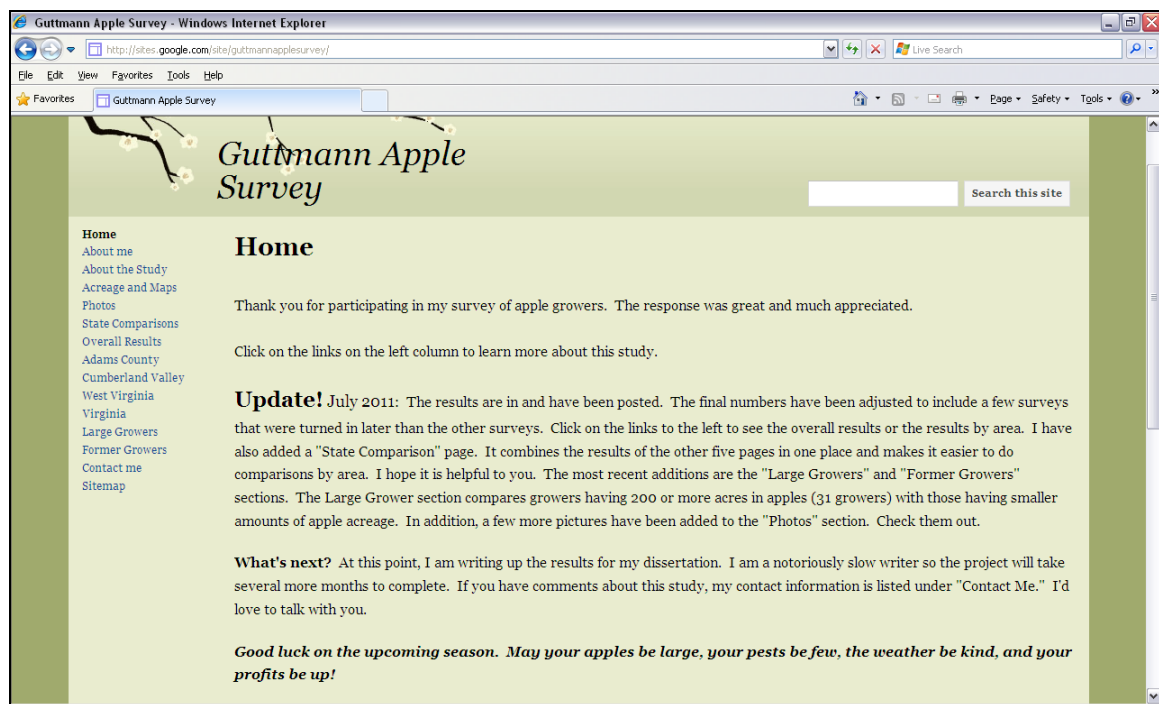 Guttmann Apple Survey - Windows Internet Explorer
http://sites.google.com/site/guttmannapplesurvey/
Live Search
File Edit View Favorites Tools Help
Favorites
Guttmann Apple Survey
Page Safety Tools
Guttmann Apple
Survey
Search this site
Home
About me
About the Study
Acreage and Maps
Photos
State Comparisons
Overall Results
Adams County
Cumberland Valley
West Virginia
Virginia
Large Growers
Former Growers
Contact me
Sitemap
Home
Thank you for participating in my survey of apple growers. The response was great and much appreciated.
Click on the links on the left column to learn more about this study.
Update! July 2011: The results are in and have been posted. The final numbers have been adjusted to include a few surveys
that were turned in later than the other surveys. Click on the links to the left to see the overall results or the results by area. I have
also added a "State Comparison" page. It combines the results of the other five pages in one place and makes it easier to do
comparisons by area. I hope it is helpful to you. The most recent additions are the "Large Growers" and "Former Growers"
sections. The Large Grower section compares growers having 200 or more acres in apples (31 growers) with those having smaller
amounts of apple acreage. In addition, a few more pictures have been added to the "Photos" section. Check them out.
What's next? At this point, I am writing up the results for my dissertation. I am a notoriously slow writer so the project will take
several more months to complete. If you have comments about this study, my contact information is listed under "Contact Me." I'd
love to talk with you.
Good luck on the upcoming season. May your apples be large, your pests be few, the weather be kind, and your
profits be up!